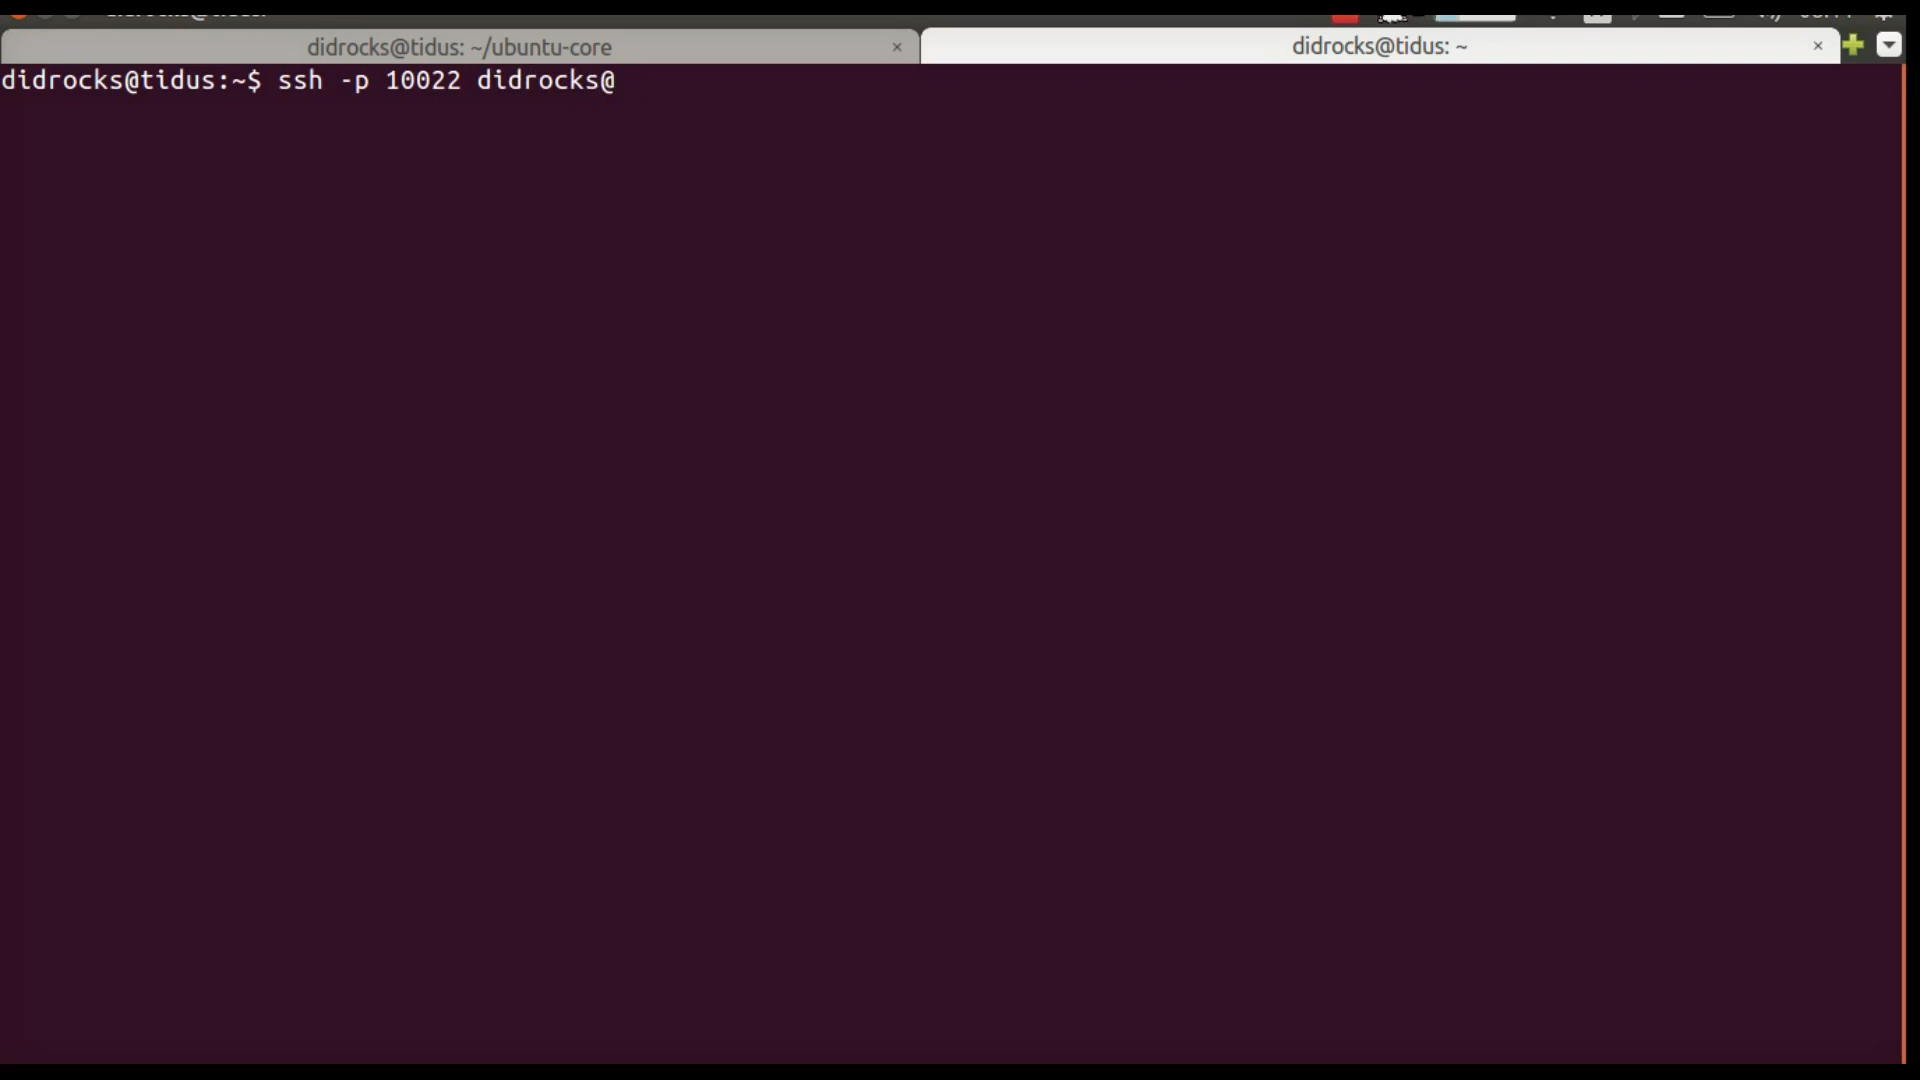 didrocks@tidus: ~/ubuntu-core
didrocks@tidus: ~
didrocks@tidus:~$ ssh -p 10022 didrocks@